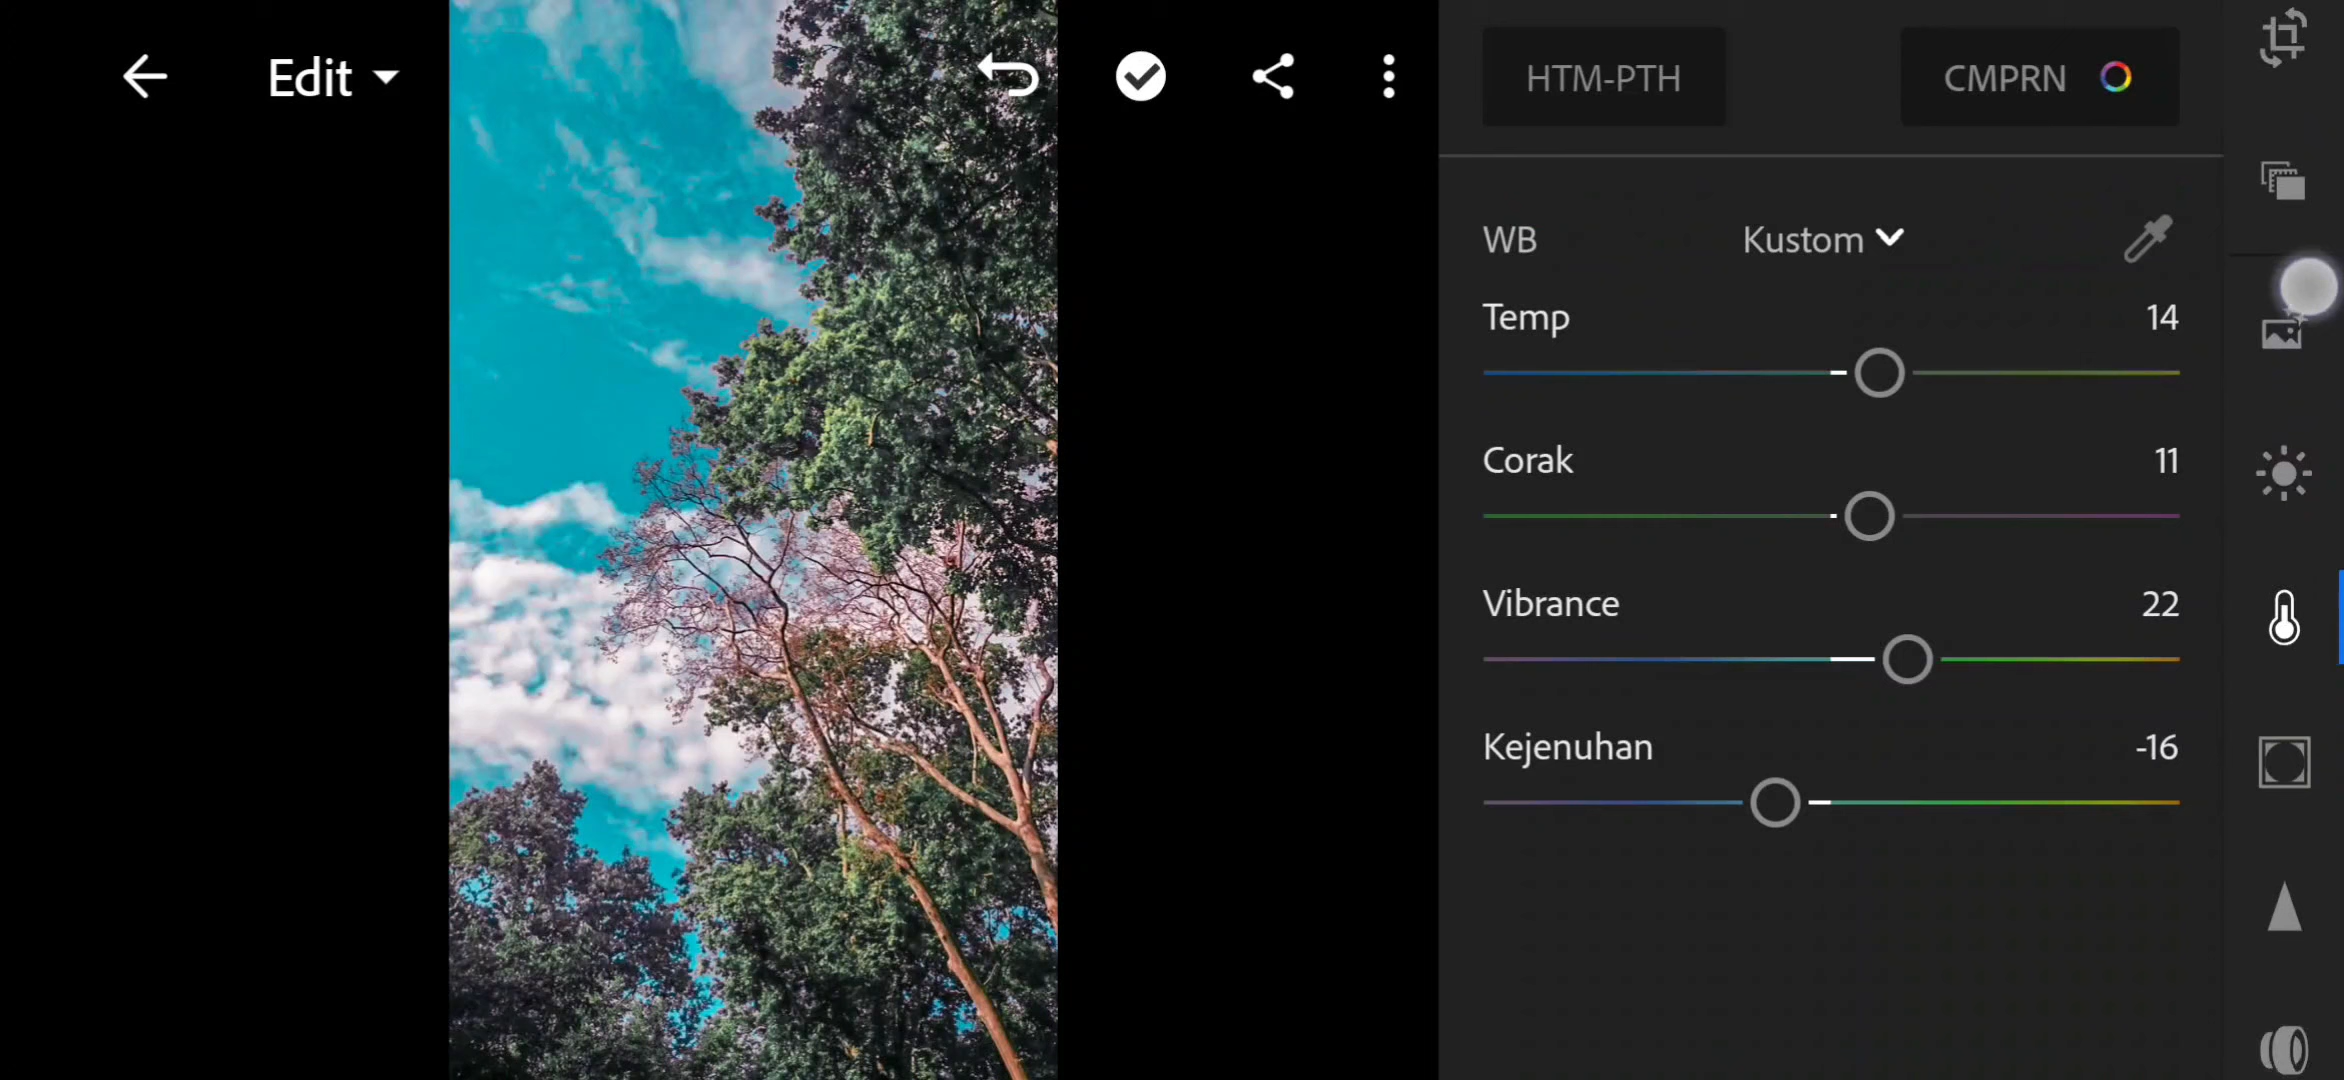 Edit
HTM-PTH
CMPRN
WB
Kustom
Temp
14
Corak
11
Vibrance
22
Kejenuhan
-16